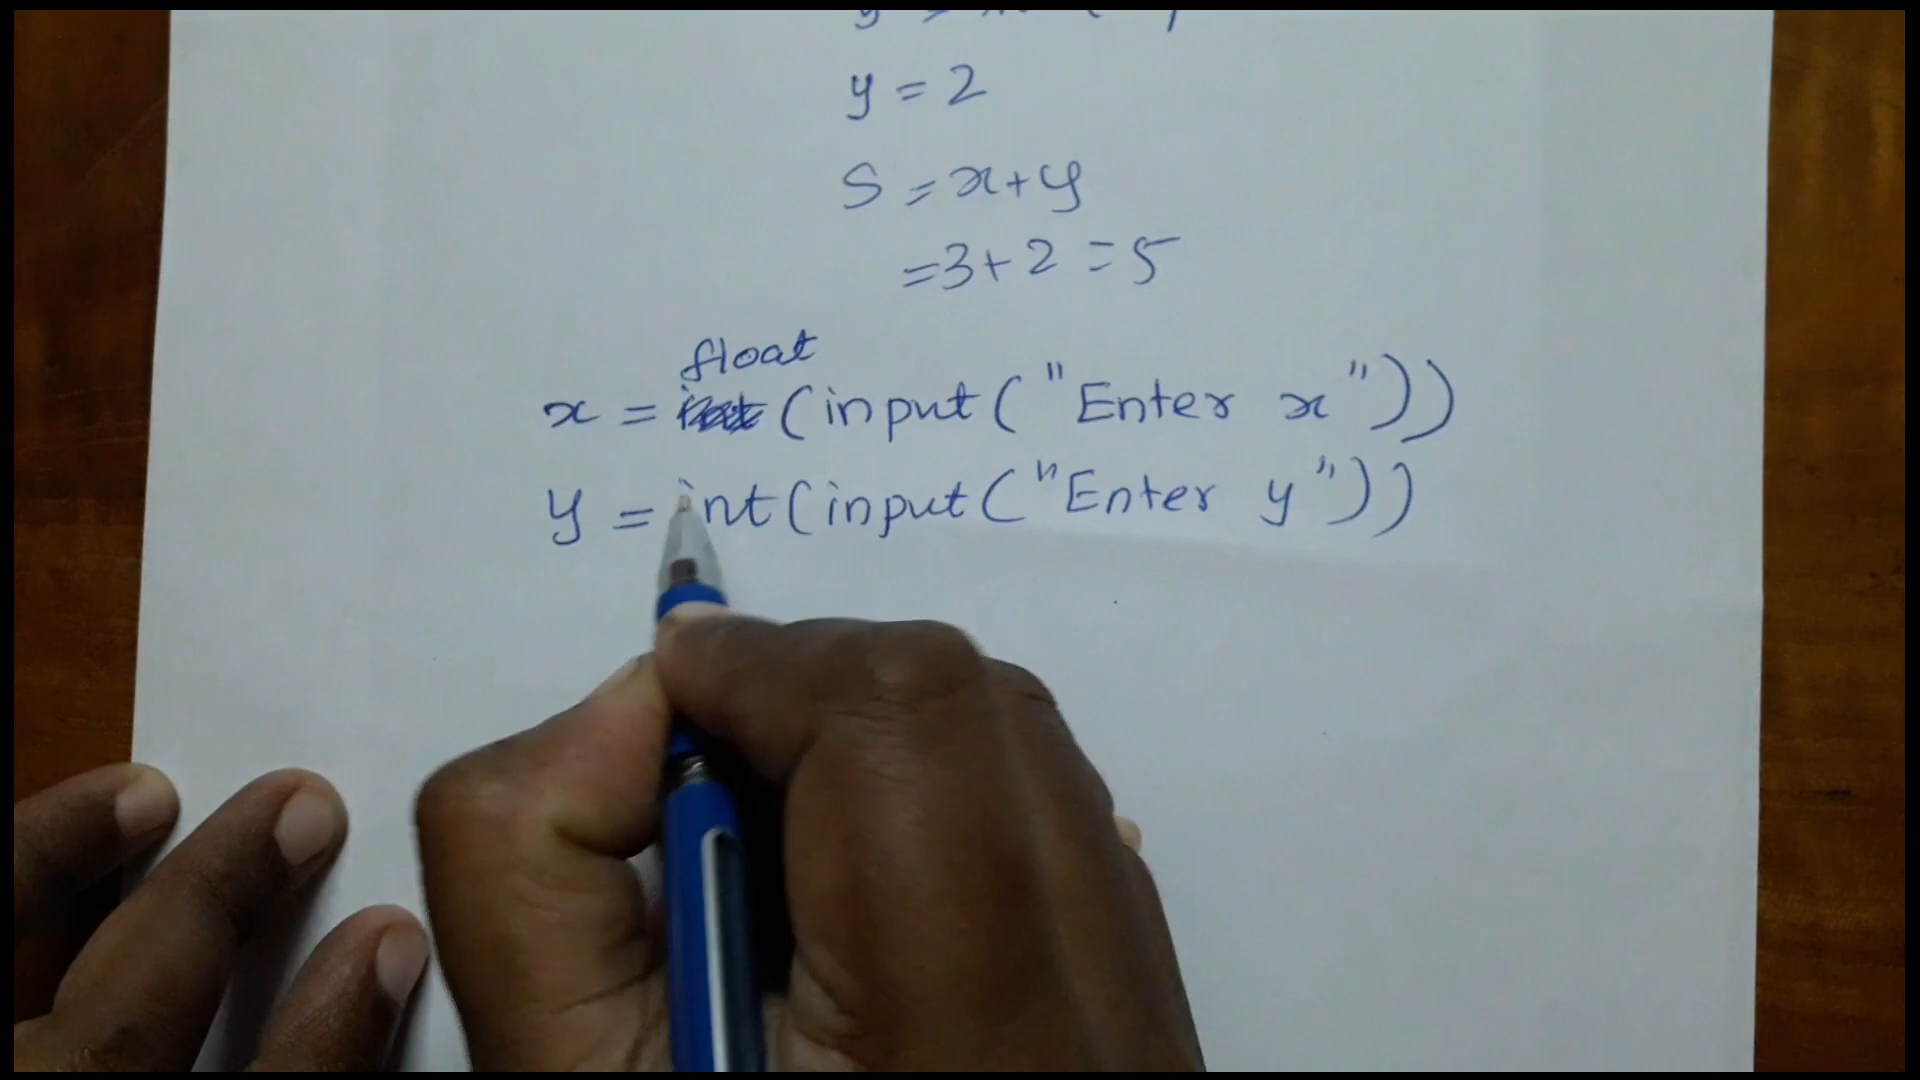 y = 2
S = x+y
=3+2 =5
float
x = (input("Enter x"))
y = int(input("Enter y"))